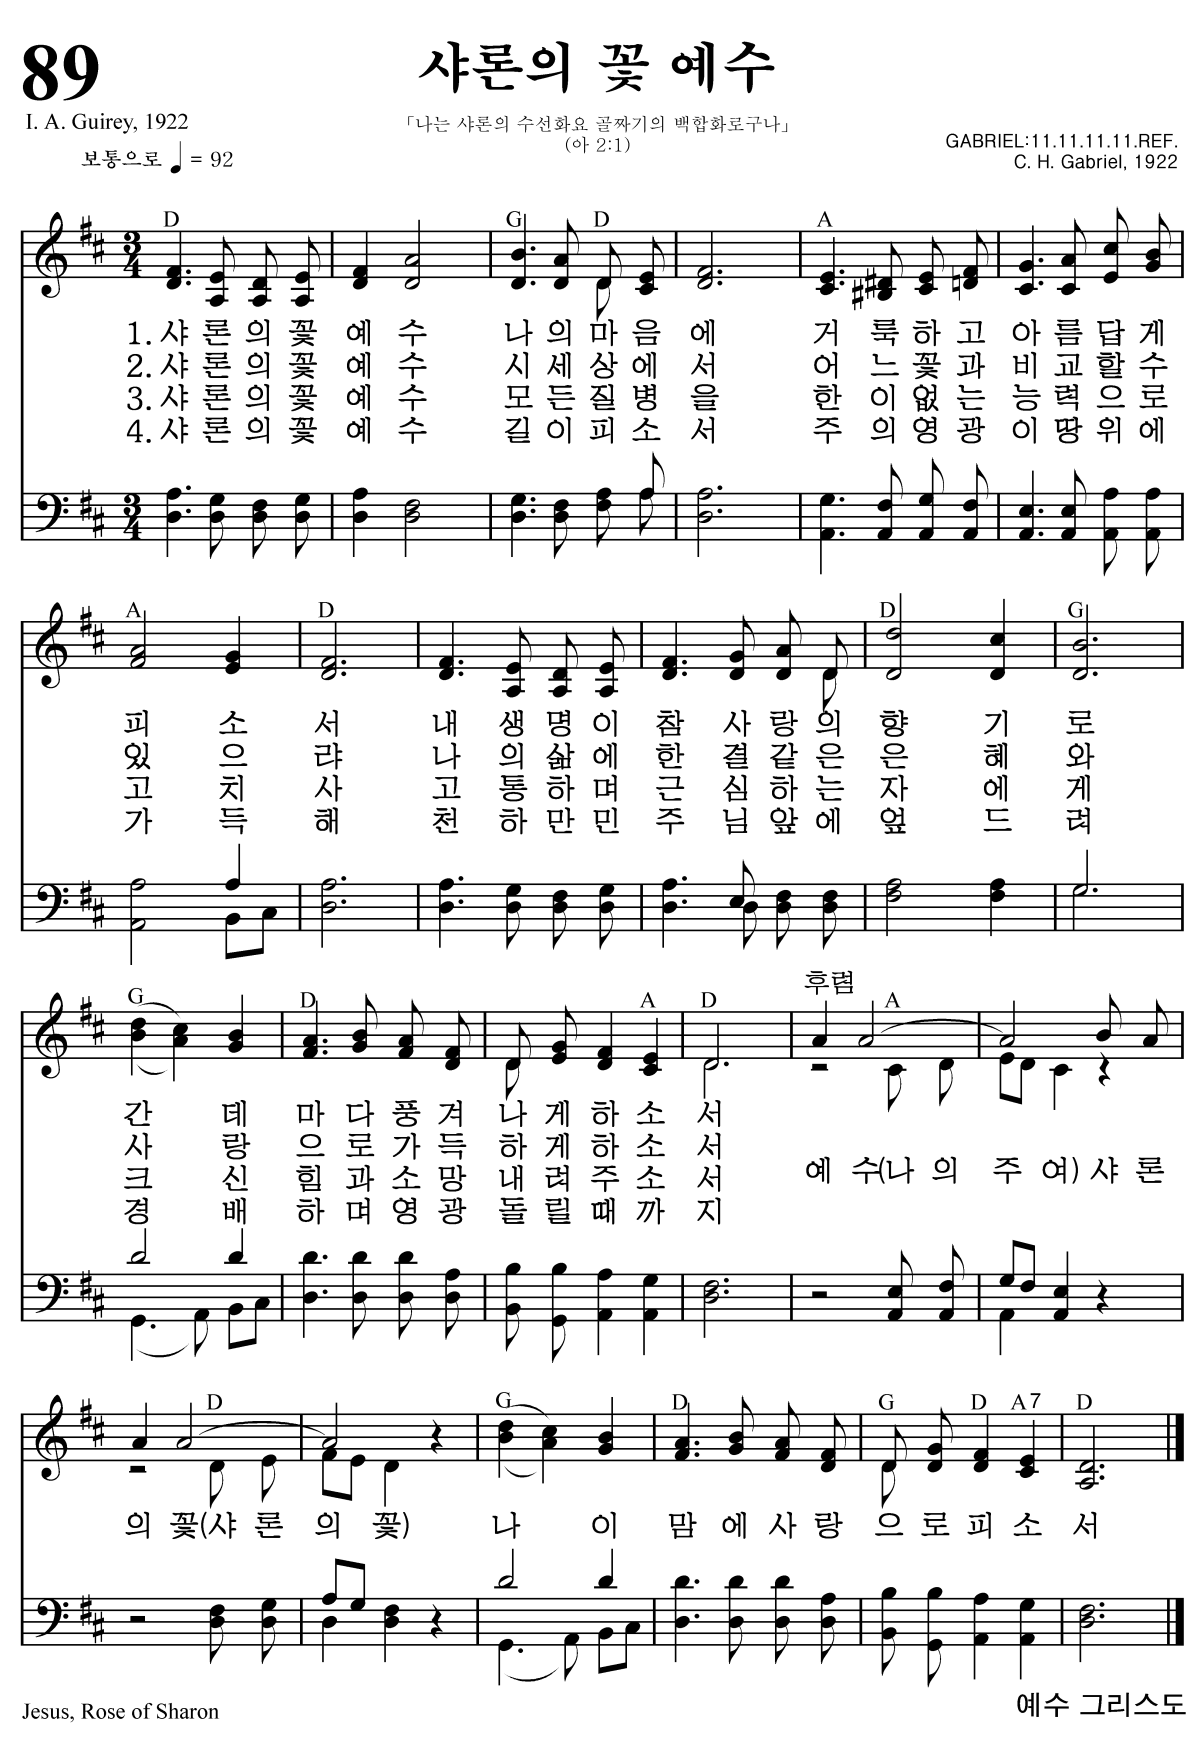 89
샤론의 꽃 예수
I. A. Guirey, 1922
「나는 샤론의 수선화요 골짜기의 백합화로구나」
(아 2:1)
보통으로 ♩ = 92
GABRIEL:11.11.11.11.REF.
C. H. Gabriel, 1922
D G D A
1. 샤 론 의 꽃 예 수 나 의 마 음 에 거 룩 하 고 아 름 답 게
2. 샤 론 의 꽃 예 수 시 세 상 에 서 어 느 꽃 과 비 교 할 수
3. 샤 론 의 꽃 예 수 모 든 질 병 을 한 이 없 는 능 력 으 로
4. 샤 론 의 꽃 예 수 길 이 피 소 서 주 의 영 광 이 땅 위 에
A D D G
피 소 서 내 생 명 이 참 사 랑 의 향 기 로
있 으 랴 나 의 삶 에 한 결 같 은 은 혜 와
고 치 사 고 통 하 며 근 심 하 는 자 에 게
가 득 해 천 하 만 민 주 님 앞 에 엎 드 려
G D A D 후렴 A
간 데 마 다 풍 겨 나 게 하 소 서
사 랑 으 로 가 득 하 게 하 소 서
크 신 힘 과 소 망 내 려 주 소 서
경 배 하 며 영 광 돌 릴 때 까 지
예 수(나 의 주 여) 샤 론
D G D G D A7 D
의 꽃(샤 론 의 꽃) 나 이 맘 에 사 랑 으 로 피 소 서
Jesus, Rose of Sharon
예수 그리스도